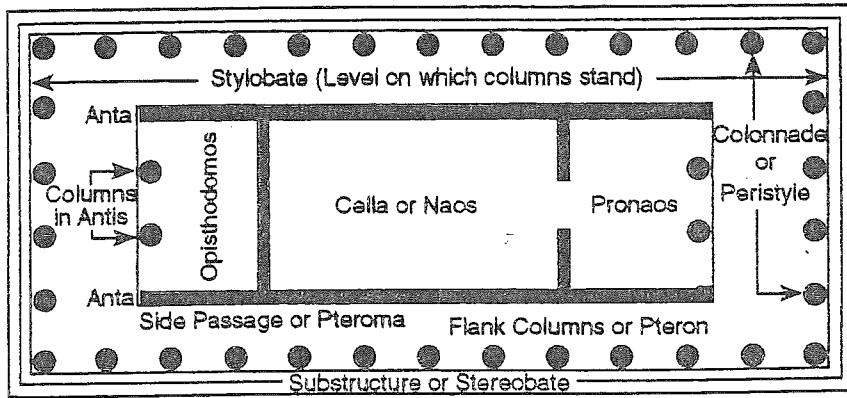 Stylobate (Level on which columns stand)
Anta
Colonnade
or
Peristyle
Columns
in Antis
Opisthodomos
Cella or Naos
Pronaos
Anta
Side Passage or Pteroma
Flank Columns or Pteron
Substructure or Stereobate